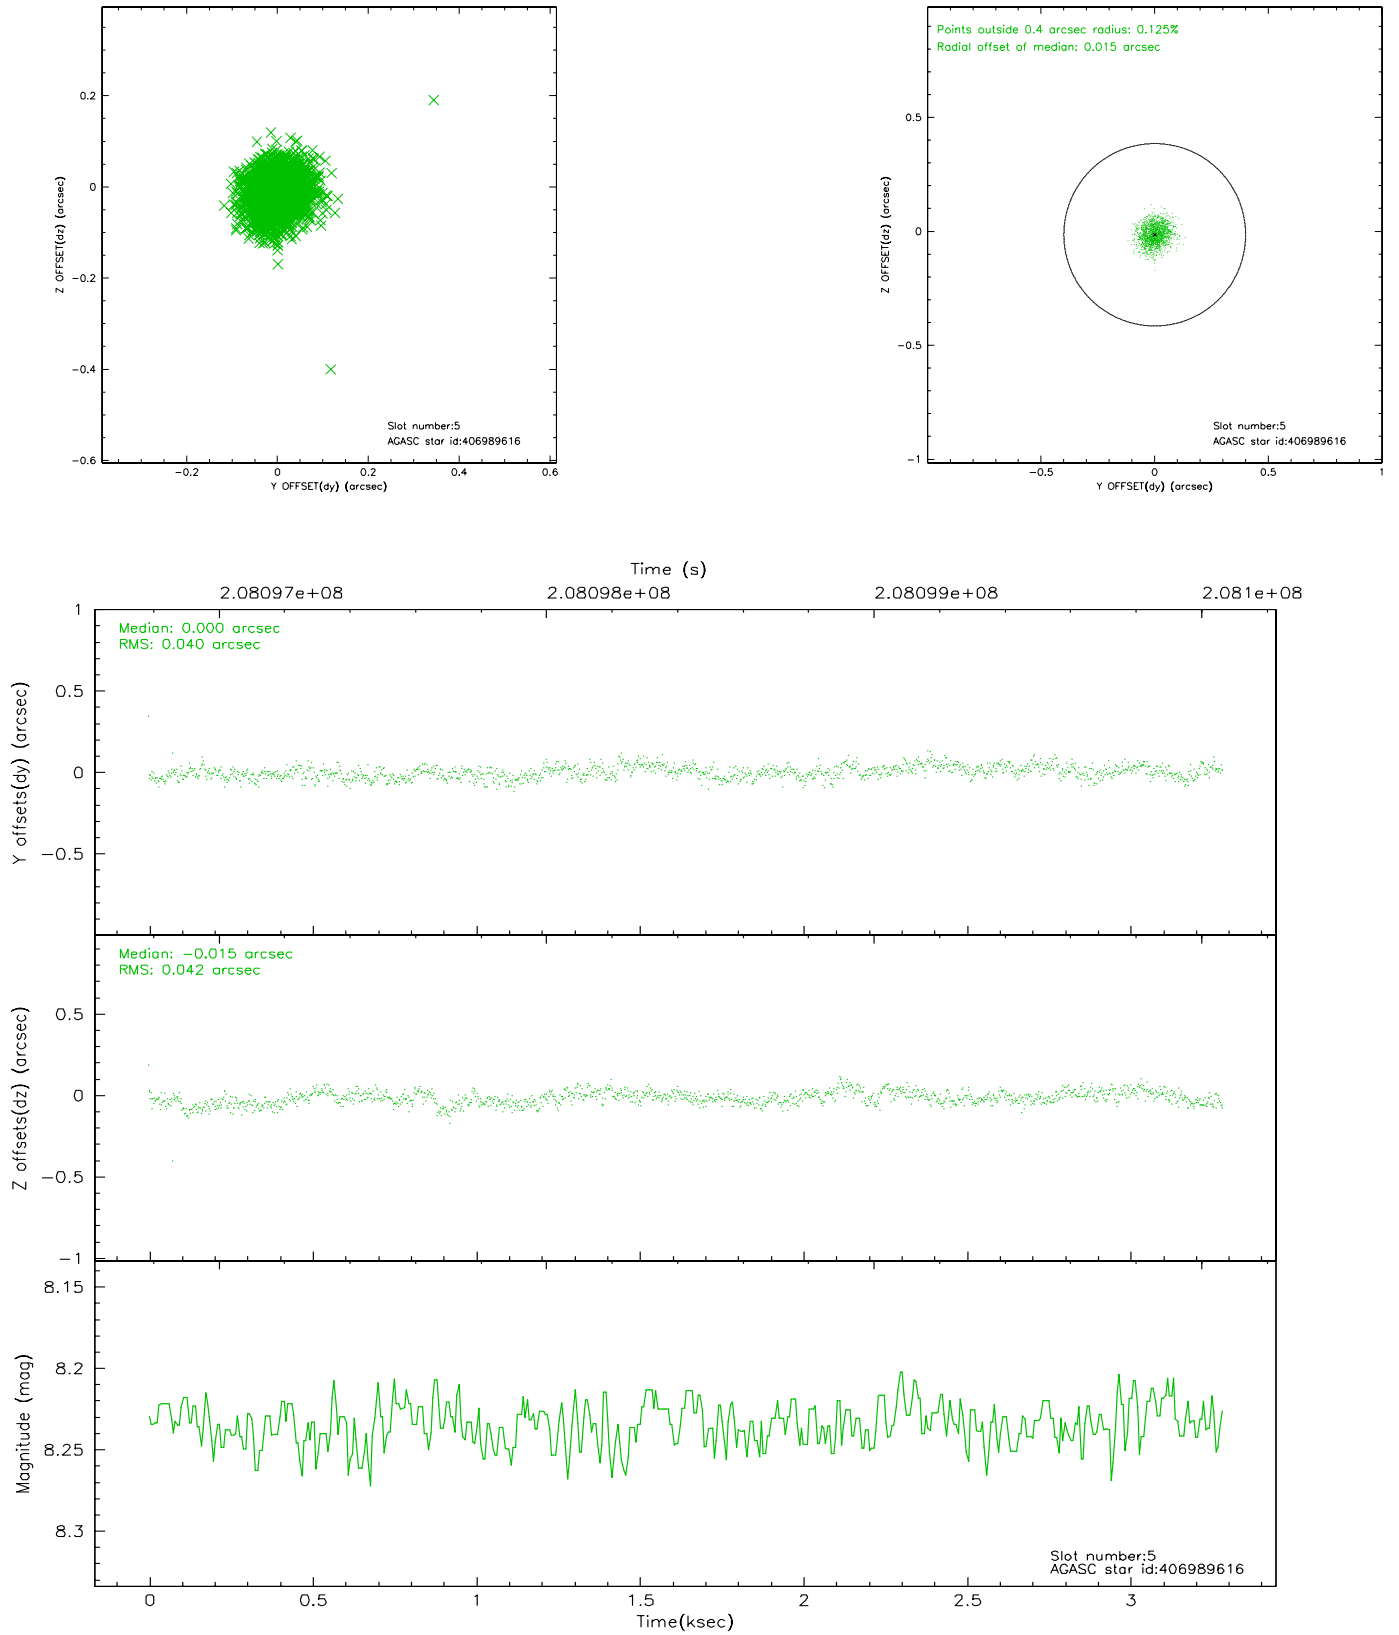 0.2
0
-0.2
-0.4
-0.6
Z OFFSET(dz) (arcsec)
-0.2 0 0.2 0.4 0.6
Y OFFSET(dy) (arcsec)
Slot number:5
AGASC star id:406989616
Points outside 0.4 arcsec radius: 0.125%
Radial offset of median: 0.015 arcsec
0.5
0
-0.5
-1
Z OFFSET(dz) (arcsec)
-0.5 0 0.5 1
Y OFFSET(dy) (arcsec)
Slot number:5
AGASC star id:406989616
Time (s)
2.08097e+08 2.08098e+08 2.08099e+08 2.081e+08
Median: 0.000 arcsec
RMS: 0.040 arcsec
1
0.5
0
-0.5
Y offsets(dy) (arcsec)
Median: -0.015 arcsec
RMS: 0.042 arcsec
0.5
0
-0.5
-1
Z offsets(dz) (arcsec)
8.15
8.2
8.25
8.3
Magnitude (mag)
Slot number:5
AGASC star id:406989616
0 0.5 1 1.5 2 2.5 3
Time(ksec)